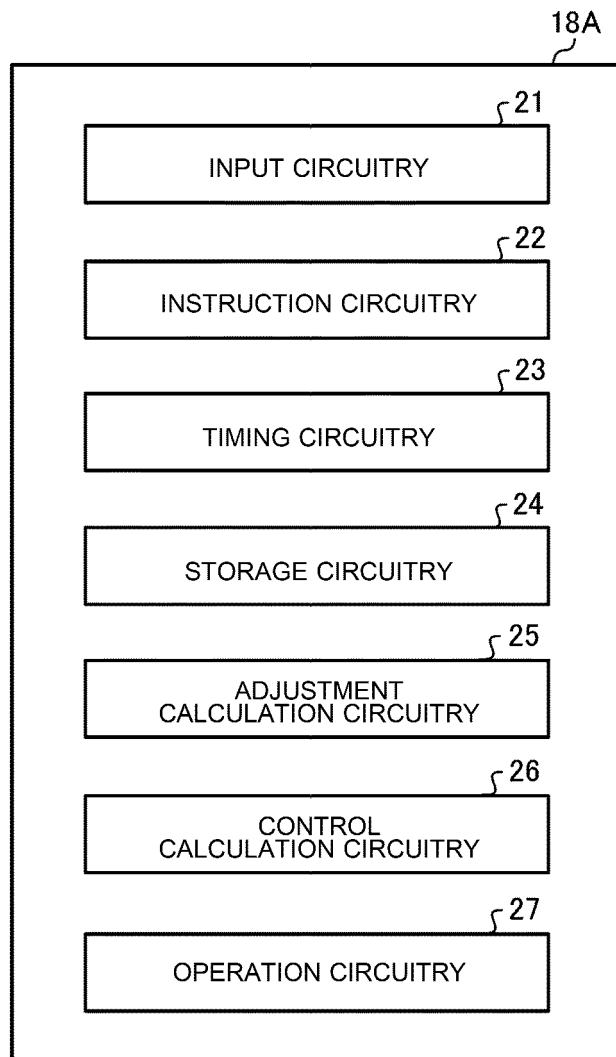 18A
21
INPUT CIRCUITRY
22
INSTRUCTION CIRCUITRY
23
TIMING CIRCUITRY
24
STORAGE CIRCUITRY
25
ADJUSTMENT
CALCULATION CIRCUITRY
26
CONTROL
CALCULATION CIRCUITRY
27
OPERATION CIRCUITRY